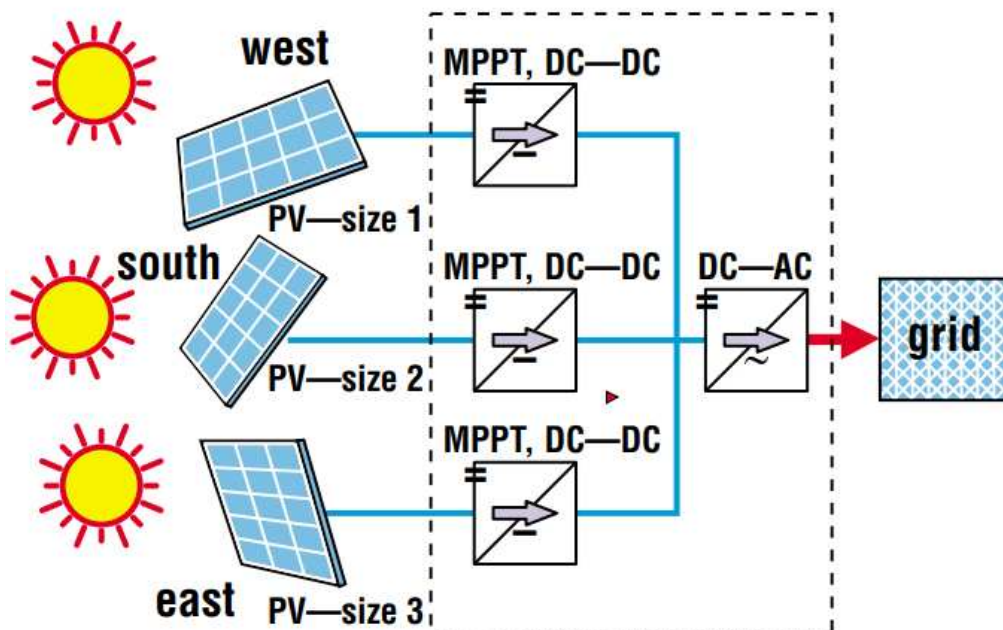 west
MPPT, DC—DC
PV—size 1
south
MPPT, DC—DC
DC—AC
grid
PV—size 2
MPPT, DC—DC
east
PV—size 3